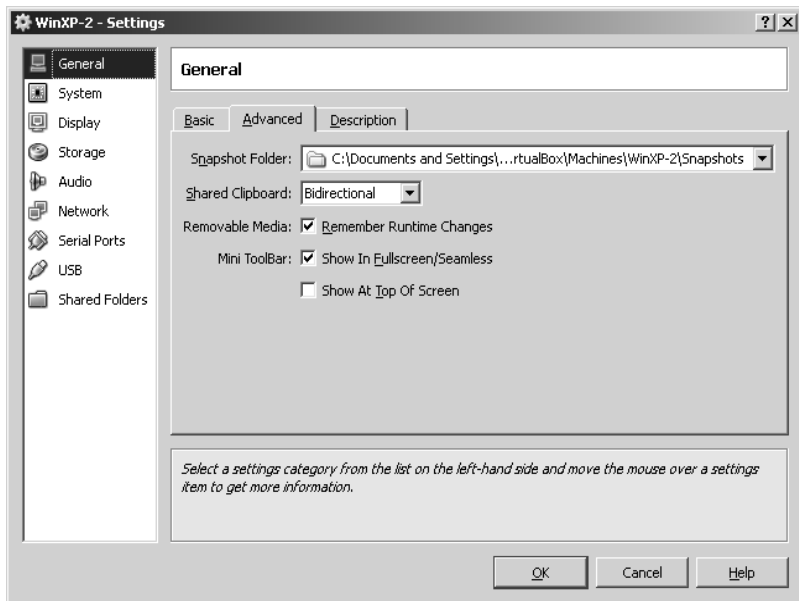 WinXP-2 - Settings
General
System
Display
Storage
Audio
Network
Serial Ports
USB
Shared Folders
General
Basic Advanced Description
Snapshot Folder: C:\Documents and Settings\...rtualBox\Machines\WinXP-2\Snapshots
Shared Clipboard: Bidirectional
Removable Media: Remember Runtime Changes
Mini ToolBar: Show In Fullscreen/Seamless
Show At Top Of Screen
Select a settings category from the list on the left-hand side and move the mouse over a settings
item to get more information.
OK Cancel Help